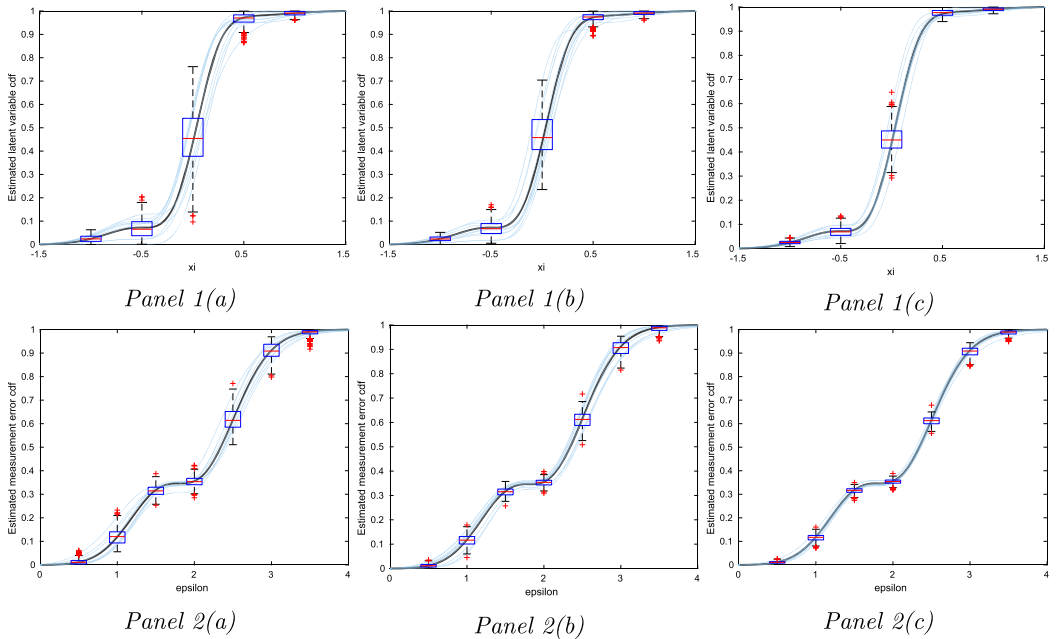 Estimated latent variable cdf
1
0.9
0.8
0.7
0.6
0.5
0.4
0.3
0.2
0.1
0
-1.5 -0.5 0.5 1.5
xi
Panel 1(a)
Estimated latent variable cdf
1
0.9
0.8
0.7
0.6
0.5
0.4
0.3
0.2
0.1
0
-1.5 -0.5 0.5 1.5
xi
Panel 1(b)
Estimated latent variable cdf
1
0.9
0.8
0.7
0.6
0.5
0.4
0.3
0.2
0.1
0
-1.5 -0.5 0.5 1.5
xi
Panel 1(c)
Estimated measurement error cdf
1
0.9
0.8
0.7
0.6
0.5
0.4
0.3
0.2
0.1
0
0 1 2 3 4
epsilon
Panel 2(a)
Estimated measurement error cdf
1
0.9
0.8
0.7
0.6
0.5
0.4
0.3
0.2
0.1
0
0 1 2 3 4
epsilon
Panel 2(b)
Estimated measurement error cdf
1
0.9
0.8
0.7
0.6
0.5
0.4
0.3
0.2
0.1
0
0 1 2 3 4
epsilon
Panel 2(c)